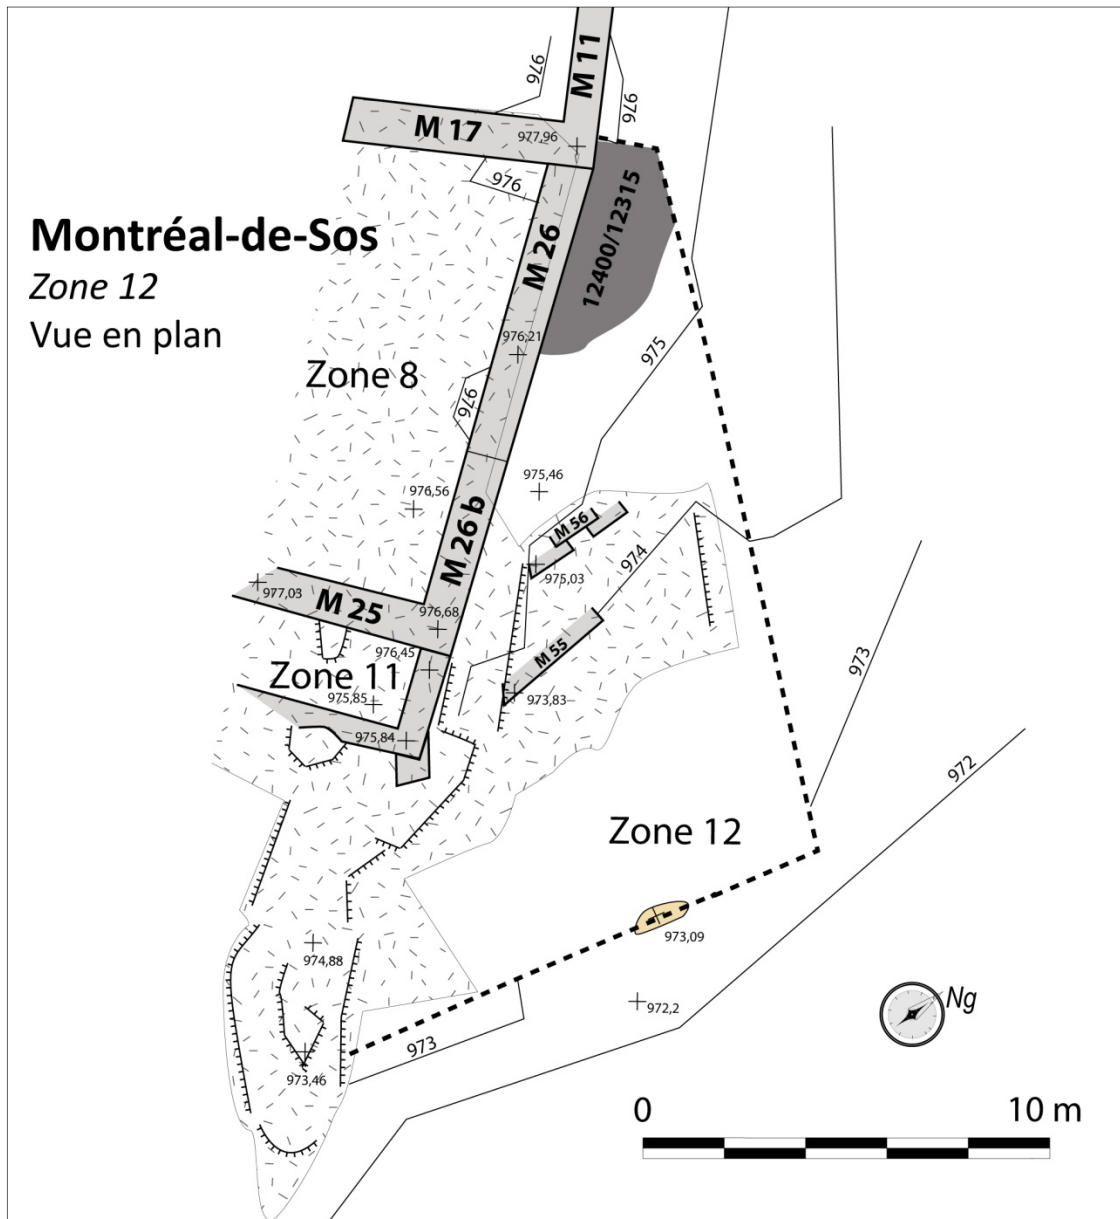 M 11
976
976
M 17
977,96
976
12400/12315
Montréal-de-Sos
Zone 12
Vue en plan
M 26
976,21
975
Zone 8
976
975,46
976,56
M 26 b
M 56
974
975,03
977,03
M 25
976,68
M 55
976,45
Zone 11
973
975,85
973,83
975,84
972
Zone 12
973,09
974,88
972,2
Ng
973
973,46
0
10 m